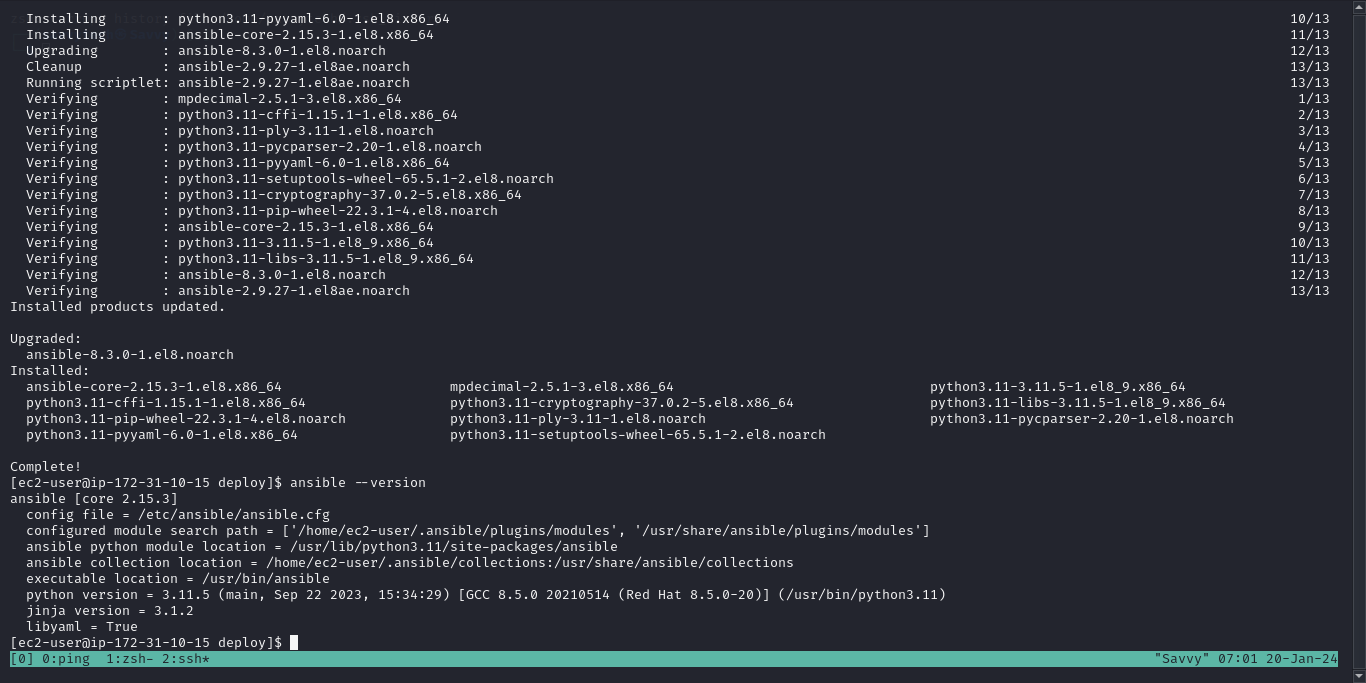 Installing       : python3.11-pyyaml-6.0-1.el8.x86_64 10/13
Installing       : ansible-core-2.15.3-1.el8.x86_64 11/13
Upgrading        : ansible-8.3.0-1.el8.noarch 12/13
Cleanup          : ansible-2.9.27-1.el8ae.noarch 13/13
Running scriptlet: ansible-2.9.27-1.el8ae.noarch 13/13
Verifying        : mpdecimal-2.5.1-3.el8.x86_64 1/13
Verifying        : python3.11-cffi-1.15.1-1.el8.x86_64 2/13
Verifying        : python3.11-ply-3.11-1.el8.noarch 3/13
Verifying        : python3.11-pycparser-2.20-1.el8.noarch 4/13
Verifying        : python3.11-pyyaml-6.0-1.el8.x86_64 5/13
Verifying        : python3.11-setuptools-wheel-65.5.1-2.el8.noarch 6/13
Verifying        : python3.11-cryptography-37.0.2-5.el8.x86_64 7/13
Verifying        : python3.11-pip-wheel-22.3.1-4.el8.noarch 8/13
Verifying        : ansible-core-2.15.3-1.el8.x86_64 9/13
Verifying        : python3.11-3.11.5-1.el8_9.x86_64 10/13
Verifying        : python3.11-libs-3.11.5-1.el8_9.x86_64 11/13
Verifying        : ansible-8.3.0-1.el8.noarch 12/13
Verifying        : ansible-2.9.27-1.el8ae.noarch 13/13
Installed products updated.
Upgraded:
ansible-8.3.0-1.el8.noarch
Installed:
ansible-core-2.15.3-1.el8.x86_64 mpdecimal-2.5.1-3.el8.x86_64 python3.11-3.11.5-1.el8_9.x86_64
python3.11-cffi-1.15.1-1.el8.x86_64 python3.11-cryptography-37.0.2-5.el8.x86_64 python3.11-libs-3.11.5-1.el8_9.x86_64
python3.11-pip-wheel-22.3.1-4.el8.noarch python3.11-ply-3.11-1.el8.noarch python3.11-pycparser-2.20-1.el8.noarch
python3.11-pyyaml-6.0-1.el8.x86_64 python3.11-setuptools-wheel-65.5.1-2.el8.noarch
Complete!
[ec2-user@ip-172-31-10-15 deploy]$ ansible --version
ansible [core 2.15.3]
config file = /etc/ansible/ansible.cfg
configured module search path = ['/home/ec2-user/.ansible/plugins/modules', '/usr/share/ansible/plugins/modules']
ansible python module location = /usr/lib/python3.11/site-packages/ansible
ansible collection location = /home/ec2-user/.ansible/collections:/usr/share/ansible/collections
executable location = /usr/bin/ansible
python version = 3.11.5 (main, Sep 22 2023, 15:34:29) [GCC 8.5.0 20210514 (Red Hat 8.5.0-20)] (/usr/bin/python3.11)
jinja version = 3.1.2
libyaml = True
[ec2-user@ip-172-31-10-15 deploy]$
[0] 0:ping  1:zsh- 2:ssh* "Savvy" 07:01 20-Jan-24